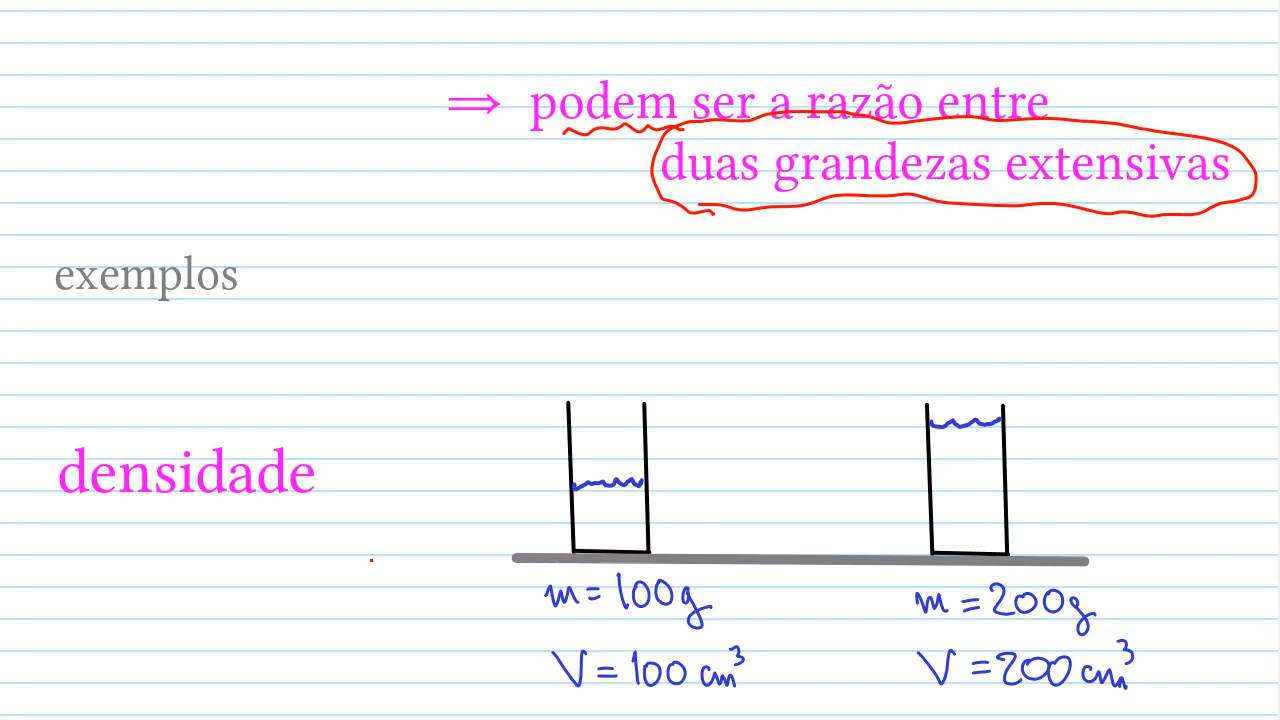 ⇒ podem ser a razão entre
duas grandezas extensivas
exemplos
densidade
m = 100g
m = 200g
V = 100 cm³
V = 200 cm³